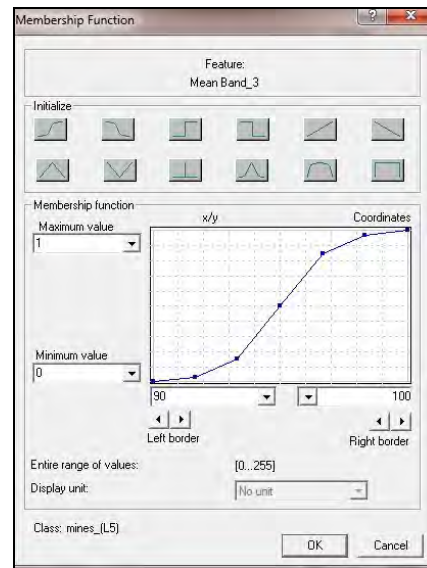 Membership Function
?
X
Feature:
Mean Band_3
Initialize
Membership function
Maximum value
x/y
Coordinates
1
Minimum value
0
90
100
Left border
Right border
Entire range of values:
[0...255]
Display unit:
No unit
Class: mines_(L5)
OK
Cancel